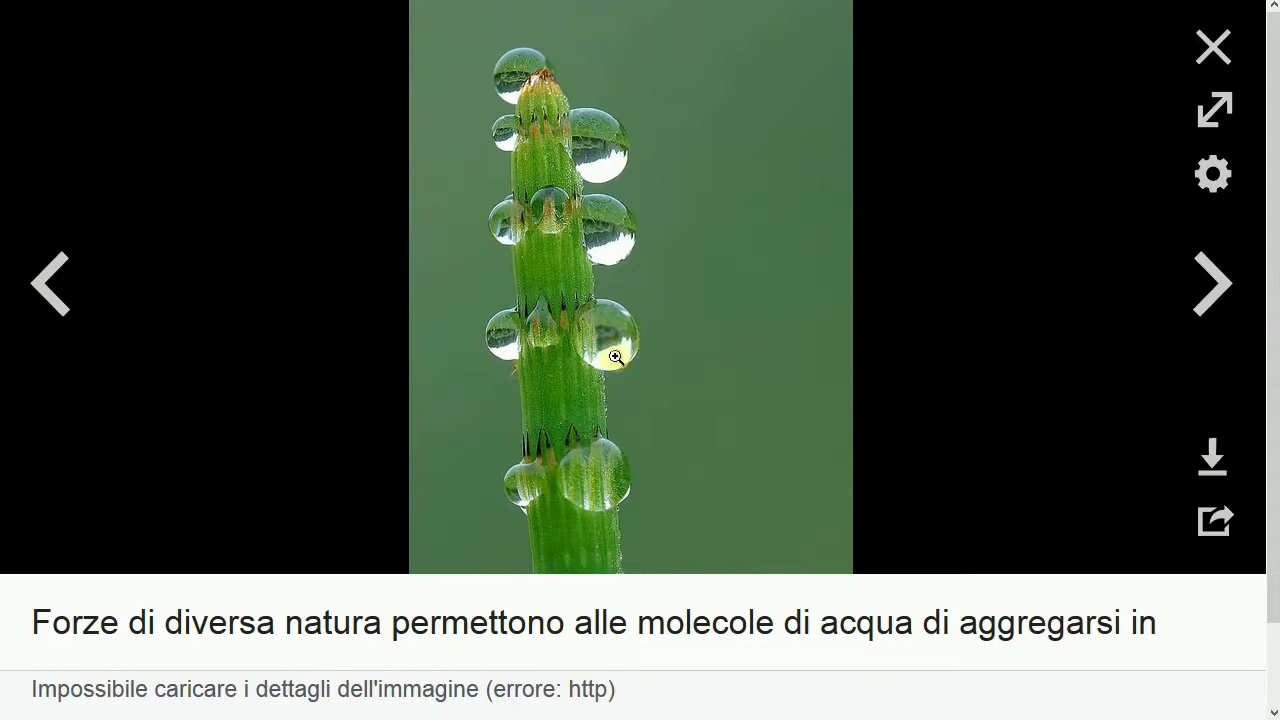 Forze di diversa natura permettono alle molecole di acqua di aggregarsi in
Impossibile caricare i dettagli dell'immagine (errore: http)